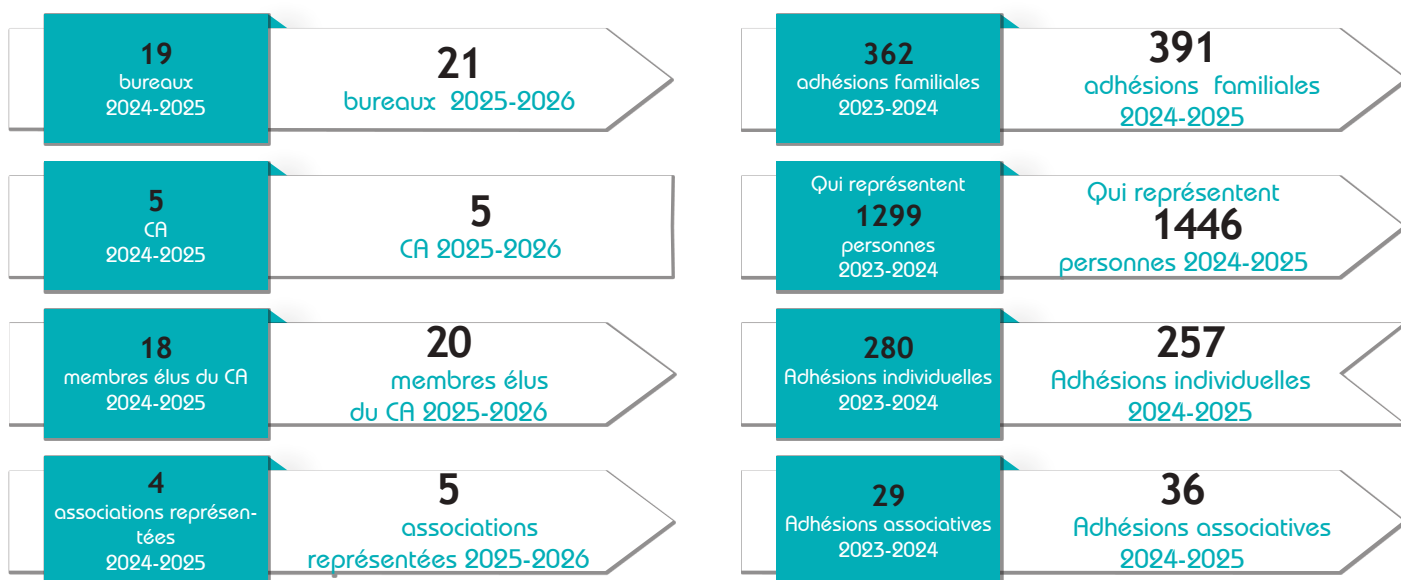 19
bureaux
2024-2025
21
bureaux 2025-2026
5
CA
2024-2025
5
CA 2025-2026
18
membres élus du CA
2024-2025
20
membres élus
du CA 2025-2026
4
associations représen-
tées
2024-2025
5
associations
représentées 2025-2026
362
adhésions familiales
2023-2024
391
adhésions familiales
2024-2025
Qui représentent
1299
personnes
2023-2024
Qui représentent
1446
personnes 2024-2025
280
Adhésions individuelles
2023-2024
257
Adhésions individuelles
2024-2025
29
Adhésions associatives
2023-2024
36
Adhésions associatives
2024-2025